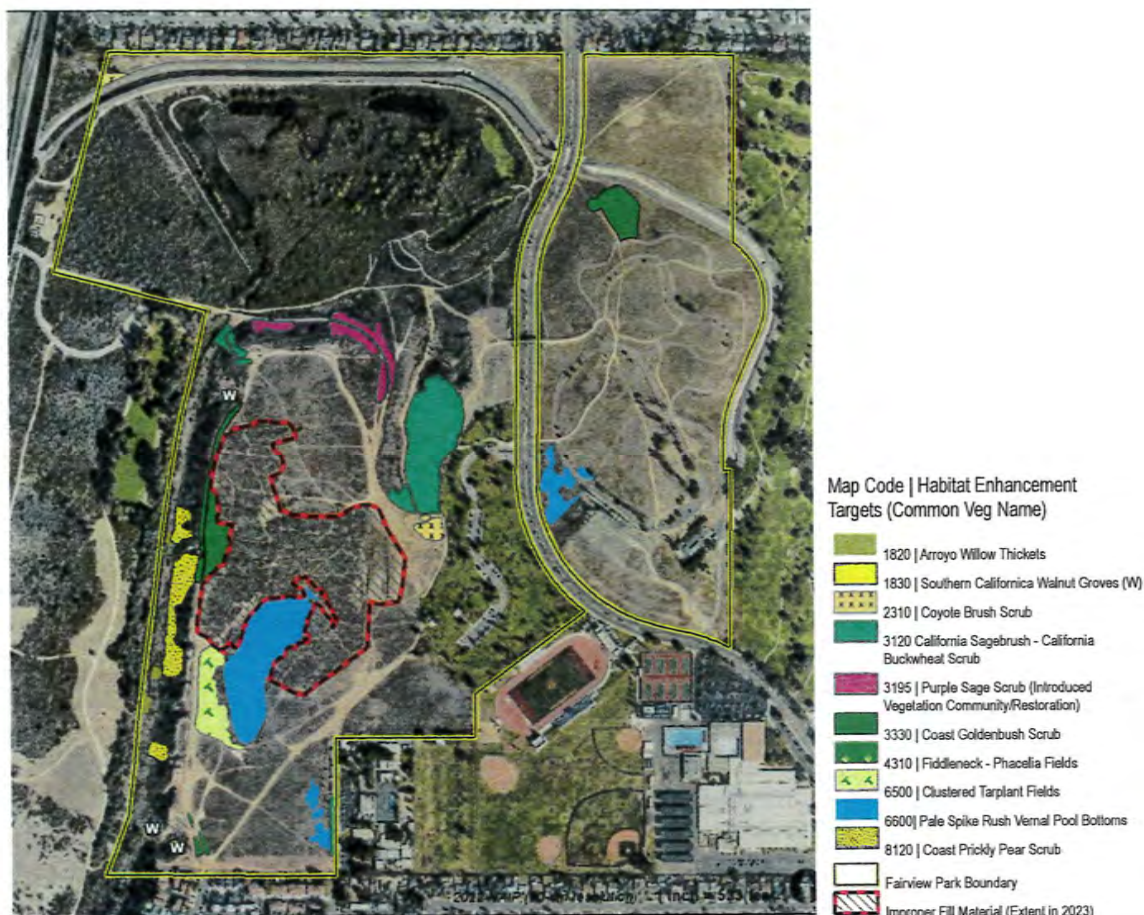 W
W
W
Map Code | Habitat Enhancement
Targets (Common Veg Name)
1820 | Arroyo Willow Thickets
1830 | Southern Californica Walnut Groves (W)
2310 | Coyote Brush Scrub
3120 California Sagebrush - California
Buckwheat Scrub
3195 | Purple Sage Scrub (Introduced
Vegetation Community/Restoration)
3330 | Coast Goldenbush Scrub
4310 | Fiddleneck - Phacelia Fields
6500 | Clustered Tarplant Fields
6600| Pale Spike Rush Vernal Pool Bottoms
8120 | Coast Prickly Pear Scrub
Fairview Park Boundary
Improper Fill Material (Extent in 2023)